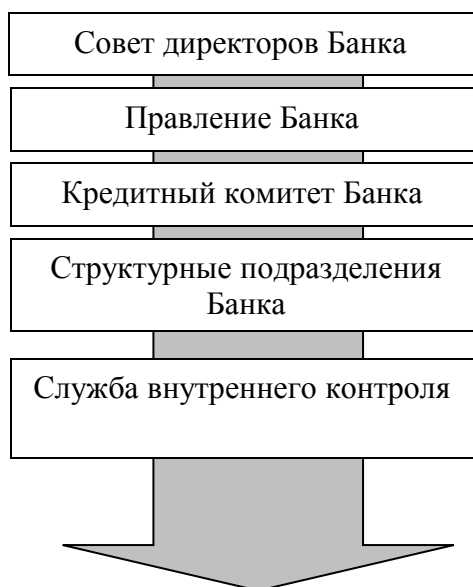 Совет директоров Банка
Правление Банка
Кредитный комитет Банка
Структурные подразделения
Банка
Служба внутреннего контроля